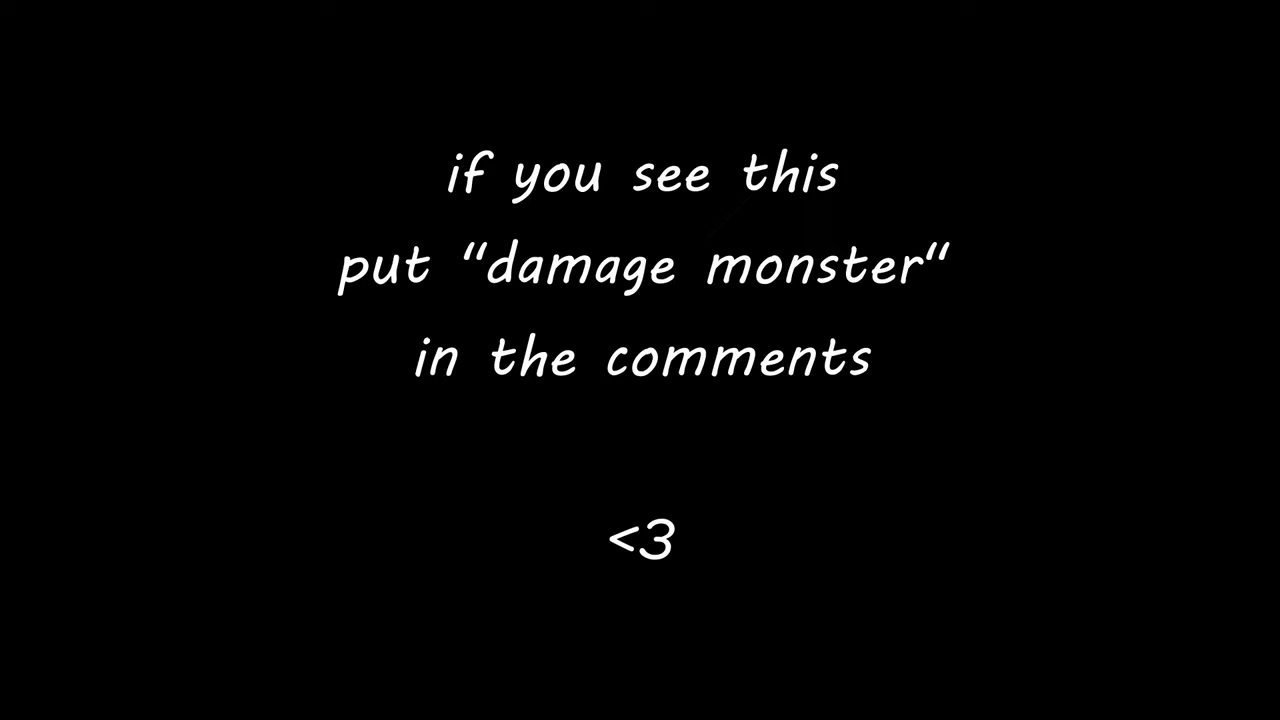 if you see this
put “damage monster“
in the comments
<3